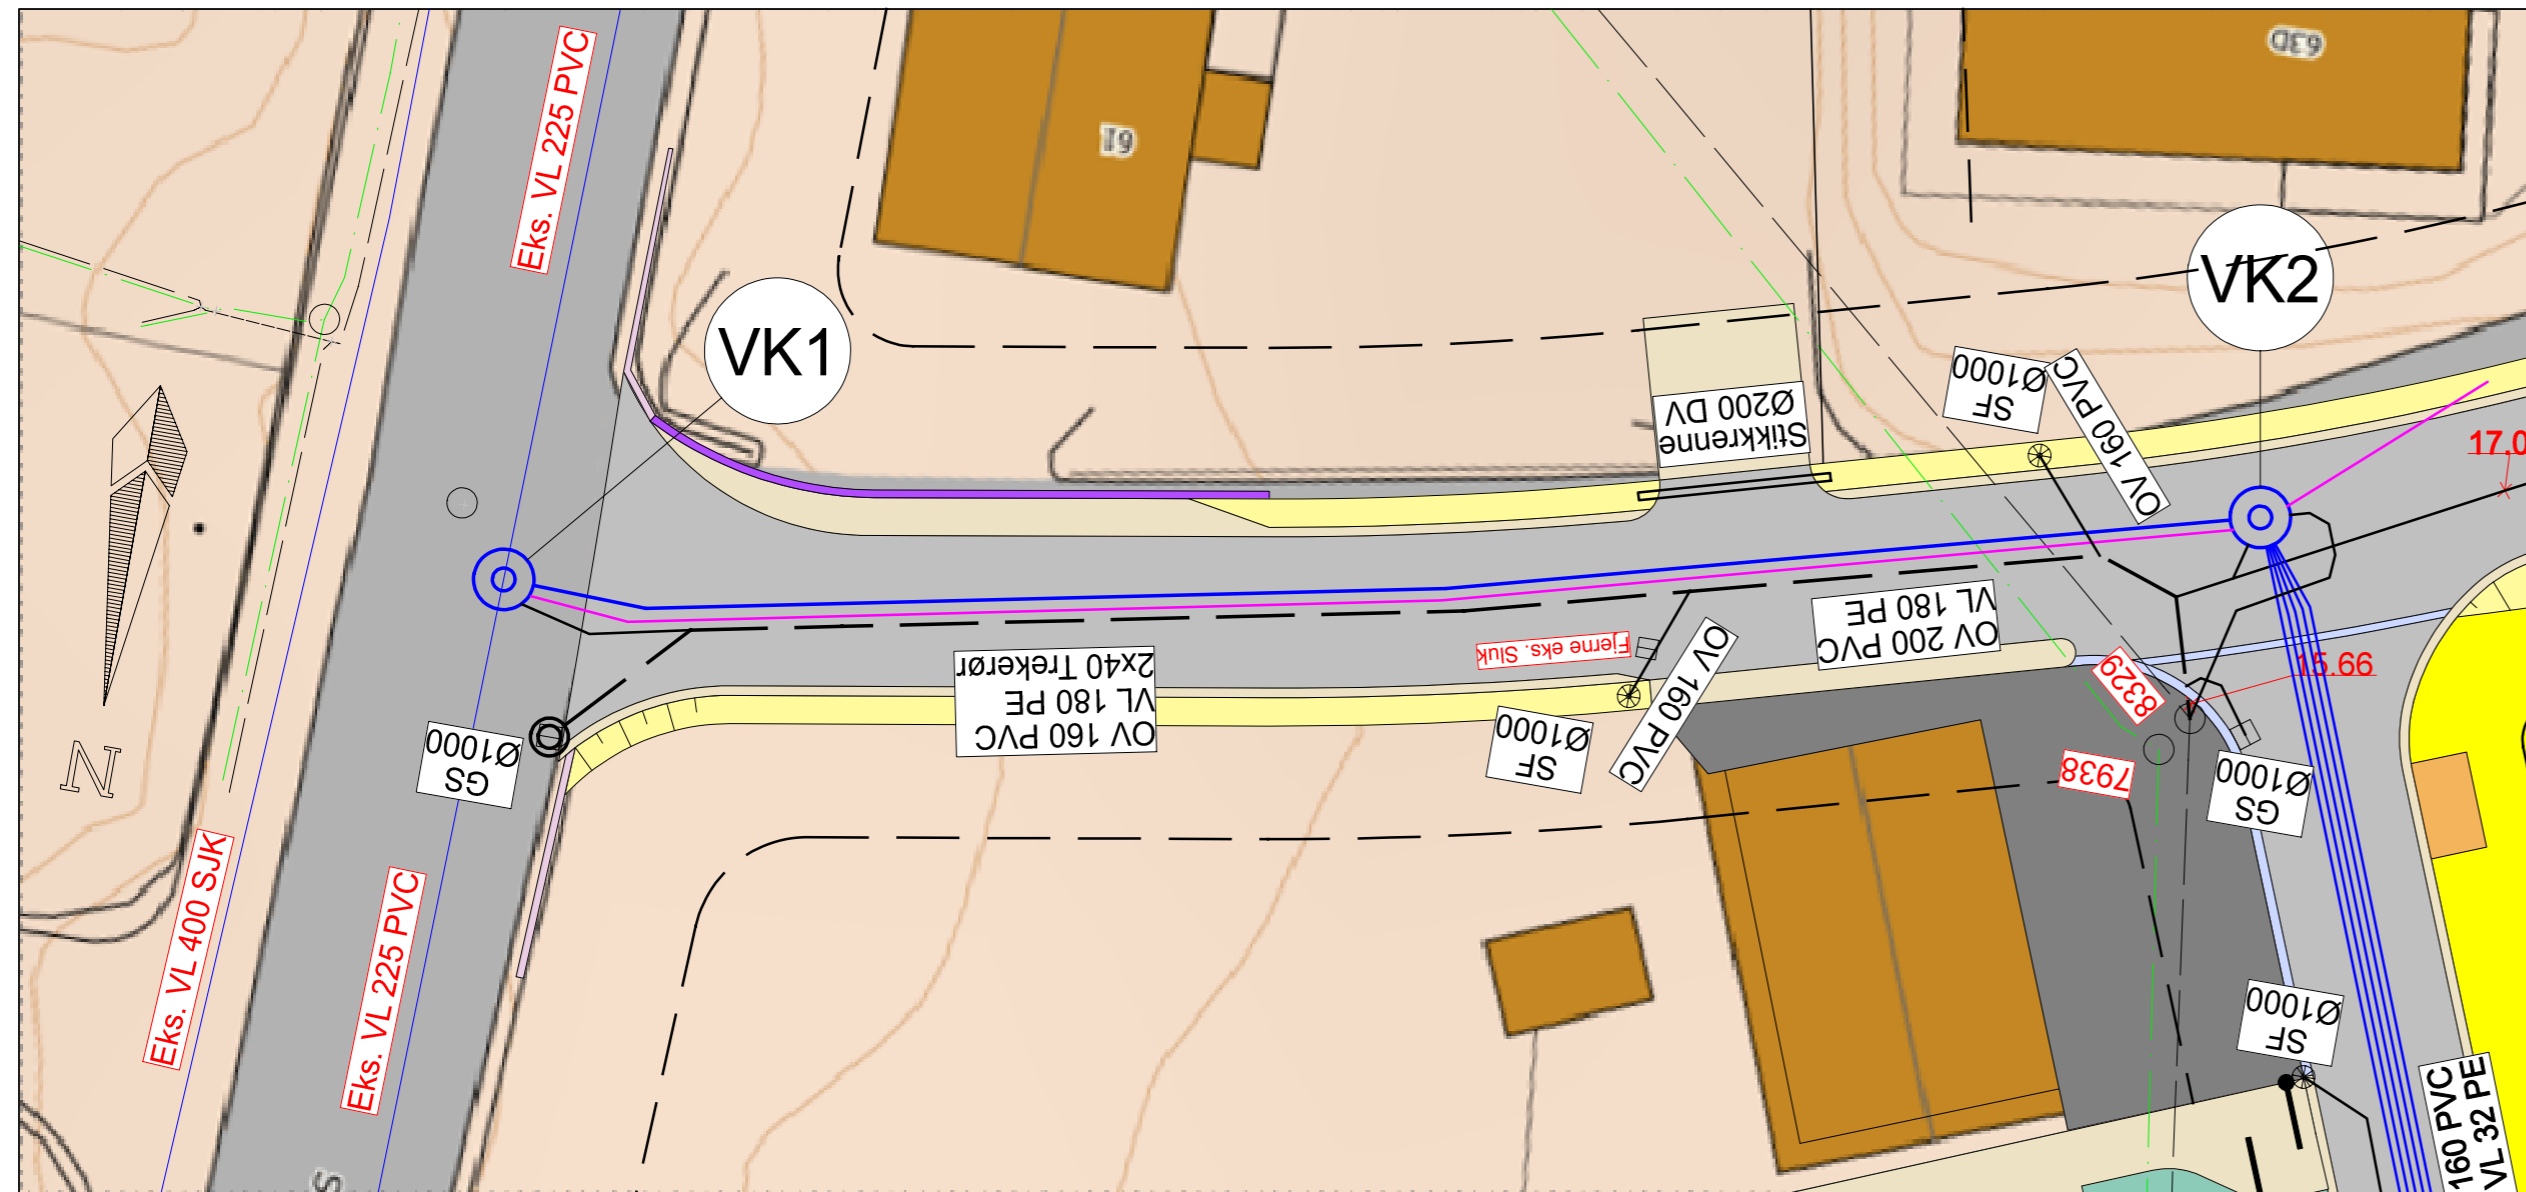 63D
61
Eks. VL 225 PVC
VK1
VK2
Stikkrenne
Ø200 DV
SF
Ø1000
OV 160 PVC
17.0
OV 200 PVC
VL 180 PE
Fjerne eks. Sluk
OV 160 PVC
VL 180 PE
2x40 Trekerør
OV 160 PVC
SF
Ø1000
GS
Ø1000
8329
15.66
7938
GS
Ø1000
N
Eks. VL 400 SJK
Eks. VL 225 PVC
SF
Ø1000
160 PVC
VL 32 PE
S